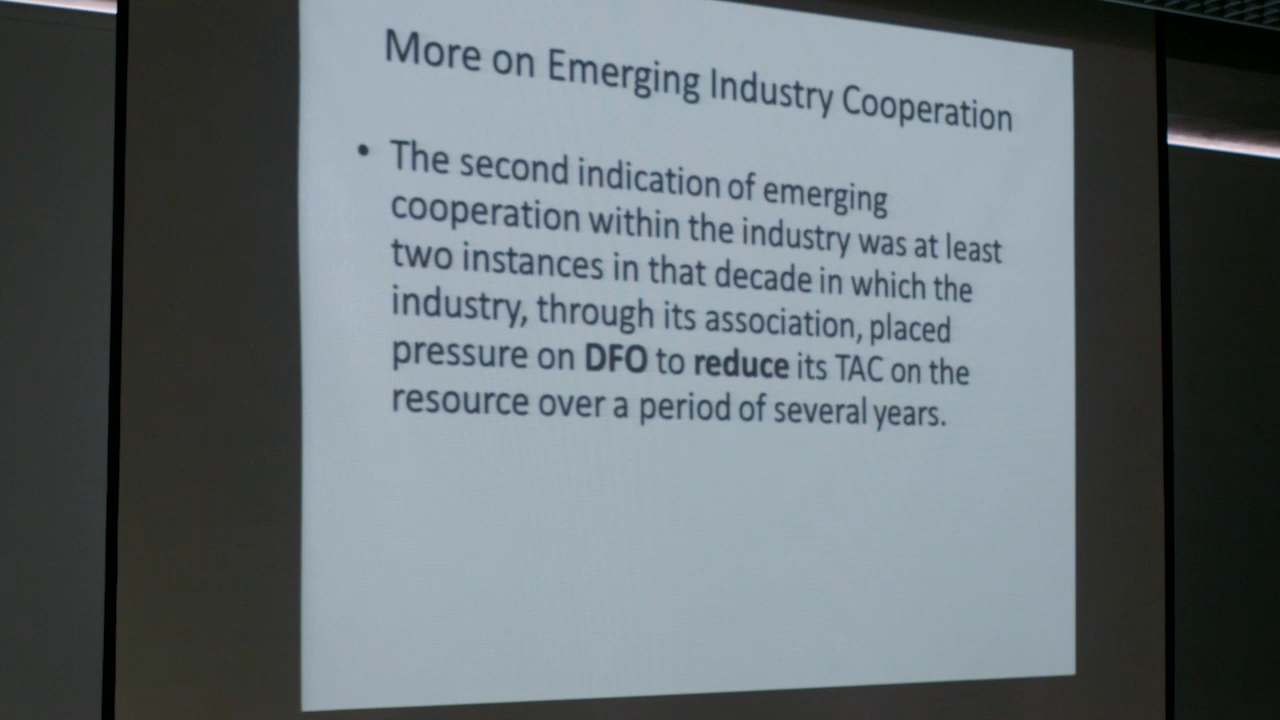 More on Emerging Industry Cooperation
• The second indication of emerging
cooperation within the industry was at least
two instances in that decade in which the
industry, through its association, placed
pressure on DFO to reduce its TAC on the
resource over a period of several years.